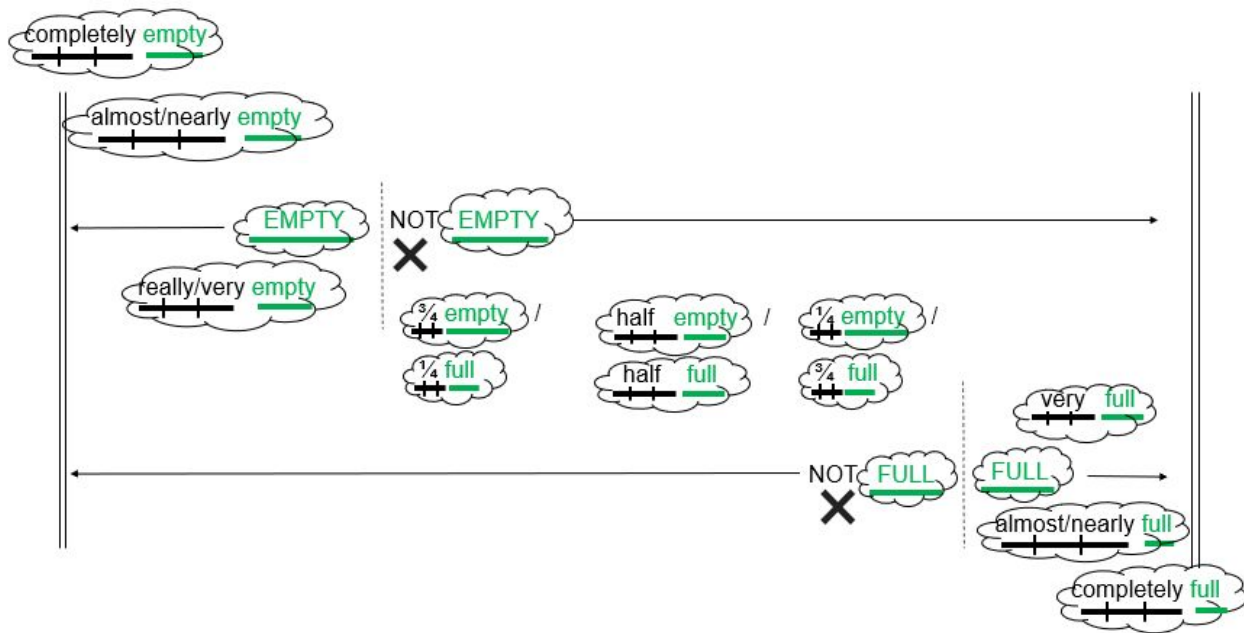 completely empty
almost/nearly empty
EMPTY NOT EMPTY
really/very empty
¾ empty / half empty / ¼ empty /
¼ full half full ¾ full
very full
NOT FULL FULL
almost/nearly full
completely full